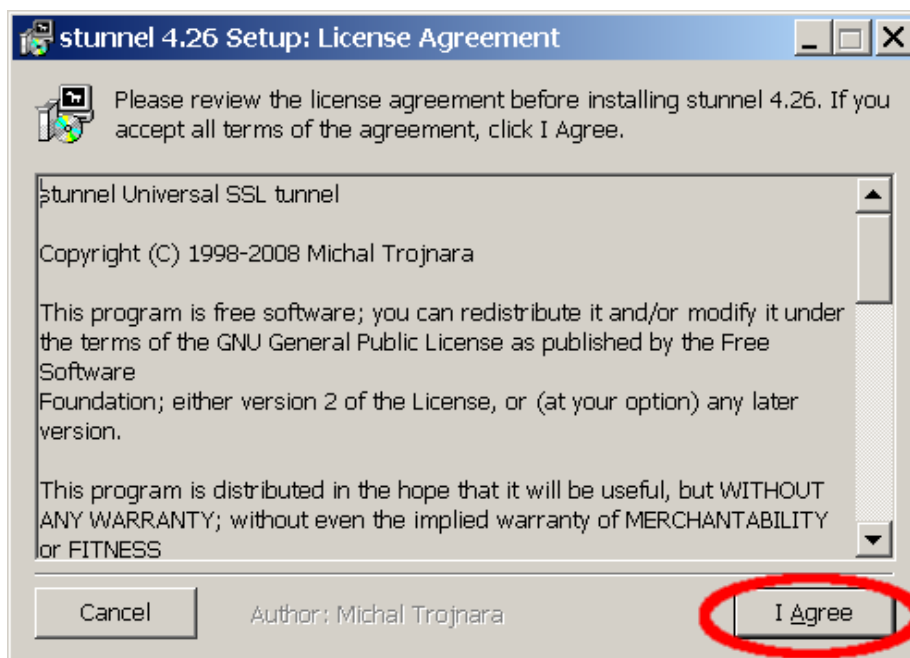 stunnel 4.26 Setup: License Agreement
Please review the license agreement before installing stunnel 4.26. If you
accept all terms of the agreement, click I Agree.
stunnel Universal SSL tunnel
Copyright (C) 1998-2008 Michal Trojnara
This program is free software; you can redistribute it and/or modify it under
the terms of the GNU General Public License as published by the Free
Software
Foundation; either version 2 of the License, or (at your option) any later
version.
This program is distributed in the hope that it will be useful, but WITHOUT
ANY WARRANTY; without even the implied warranty of MERCHANTABILITY
or FITNESS
Cancel
Author: Michal Trojnara
I Agree